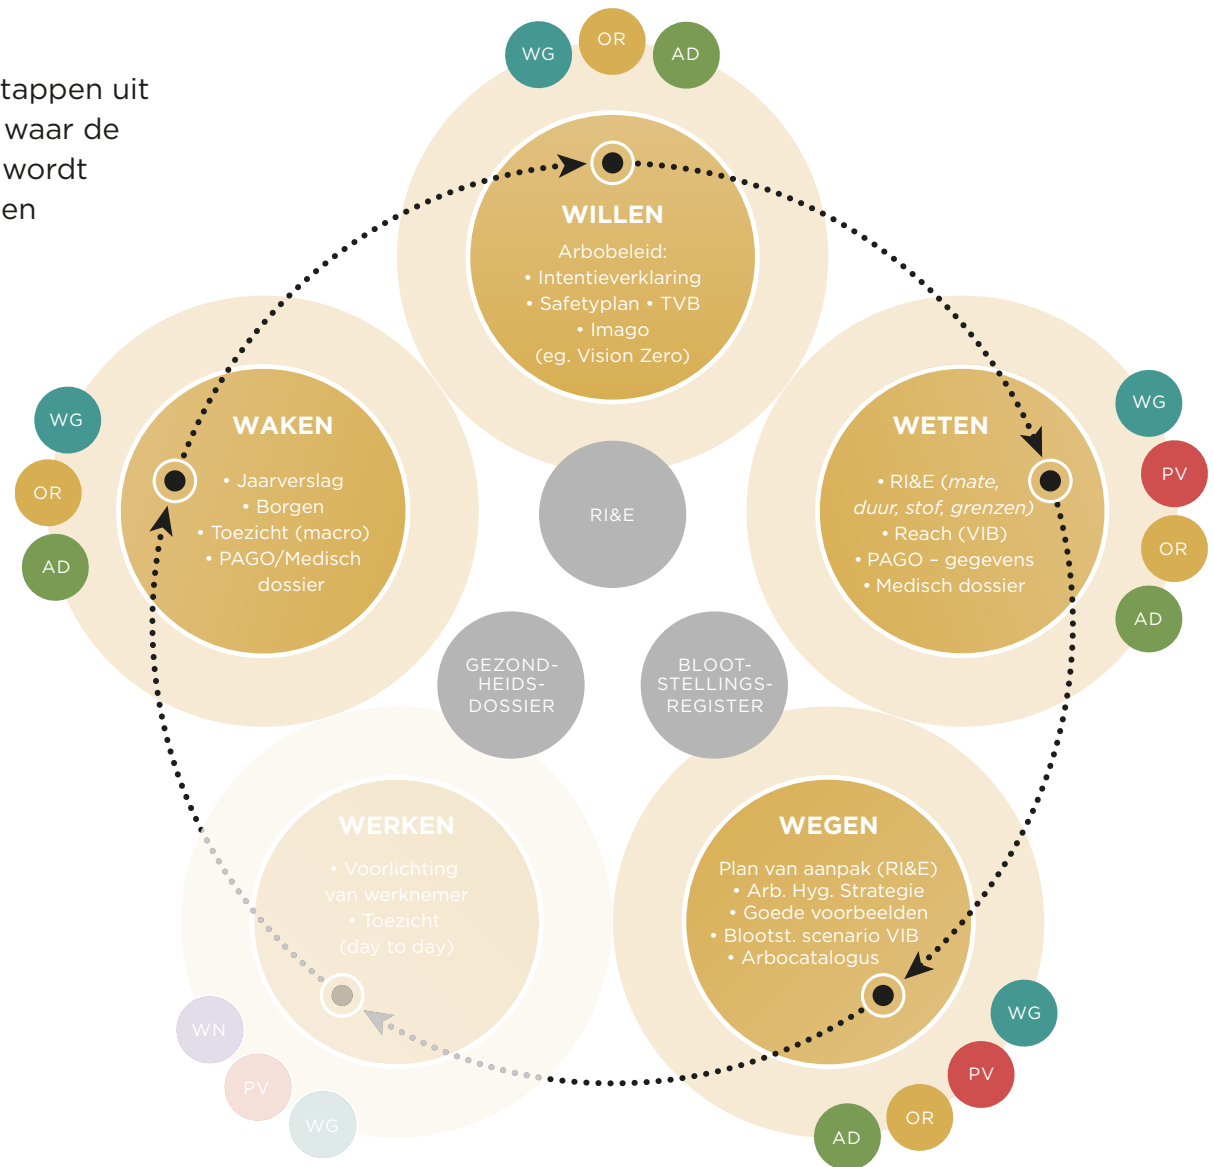 tappen uit
waar de
wordt
en
WG
OR
AD
WILLEN
Arbobeleid:
• Intentieverklaring
• Safetyplan • TVB
• Imago
(eg. Vision Zero)
WG
OR
AD
WAKEN
• Jaarverslag
• Borgen
• Toezicht (macro)
• PAGO/Medisch
dossier
RI&E
WETEN
• RI&E (mate,
duur, stof, grenzen)
• Reach (VIB)
• PAGO – gegevens
• Medisch dossier
WG
PV
OR
AD
GEZOND-
HEIDS-
DOSSIER
BLOOT-
STELLINGS-
REGISTER
WERKEN
• Voorlichting
van werknemer
• Toezicht
(day to day)
WN
PV
WG
WEGEN
Plan van aanpak (RI&E)
• Arb. Hyg. Strategie
• Goede voorbeelden
• Blootst. scenario VIB
• Arbocatalogus
WG
PV
OR
AD